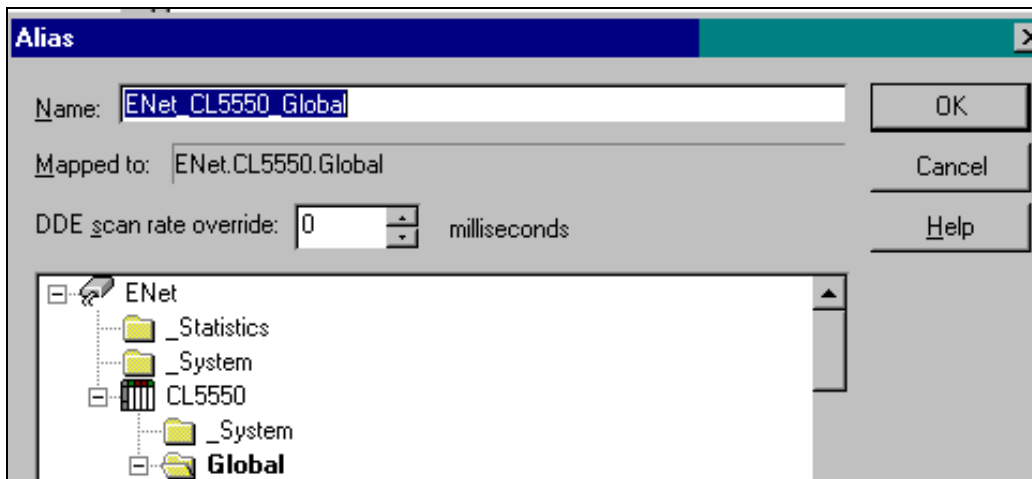 Alias
Name: ENet_CL5550_Global
OK
Mapped to: ENet.CL5550.Global
Cancel
DDE scan rate override: 0 milliseconds
Help
ENet
_Statistics
_System
CL5550
_System
Global